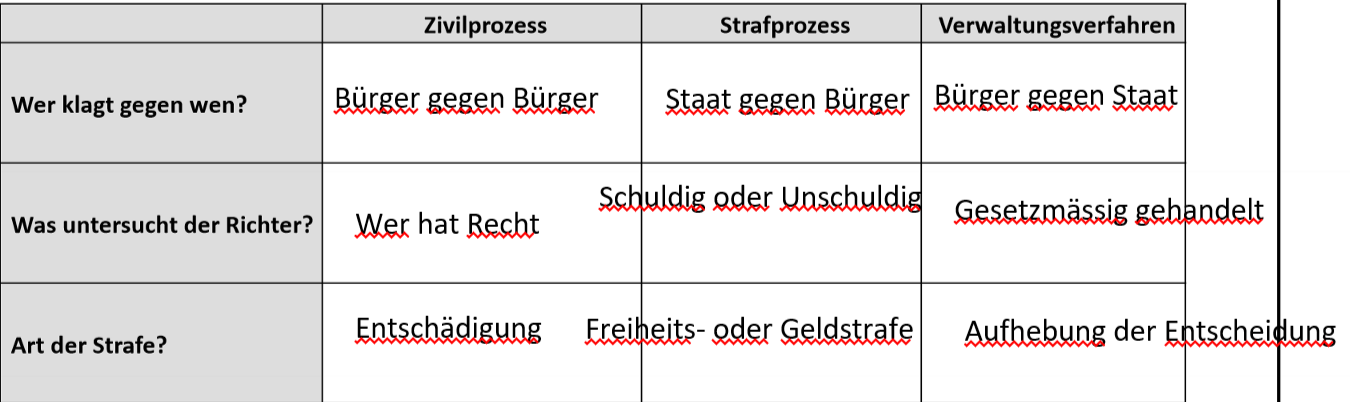 Zivilprozess Strafprozess Verwaltungsverfahren
Wer klagt gegen wen? Bürger gegen Bürger Staat gegen Bürger Bürger gegen Staat
Was untersucht der Richter? Wer hat Recht Schuldig oder Unschuldig Gesetzmässig gehandelt
Art der Strafe? Entschädigung Freiheits- oder Geldstrafe Aufhebung der Entscheidung